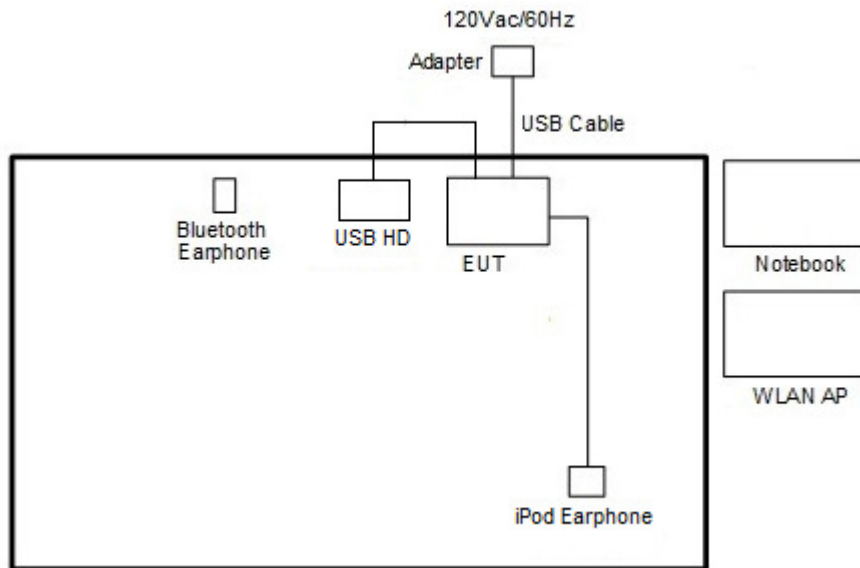 120Vac/60Hz
Adapter
USB Cable
Bluetooth
Earphone
USB HD
EUT
Notebook
WLAN AP
iPod Earphone